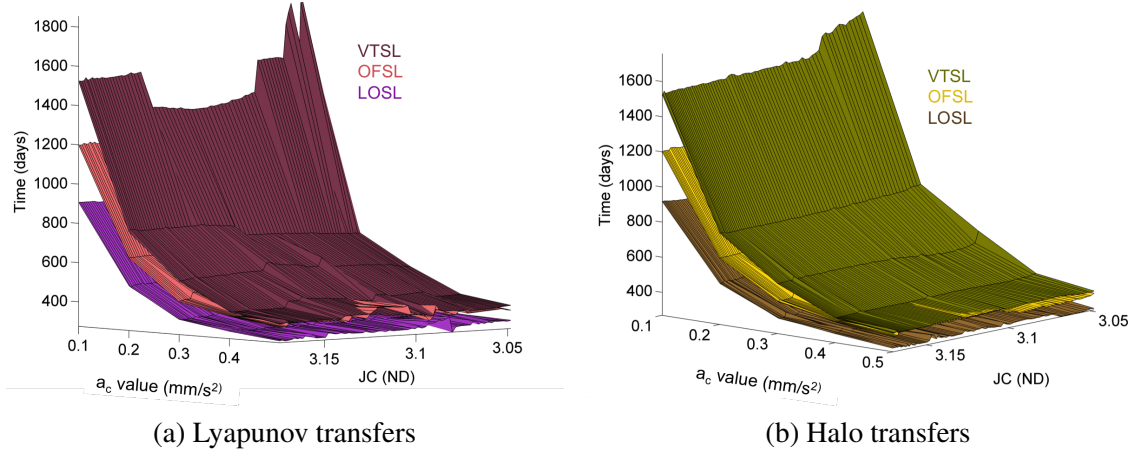 1800
1600
1400
1200
1000
800
600
400
Time (days)
VTSL
OFSL
LOSL
0.1
0.2
0.3
0.4
3.15
3.1
3.05
a_c value (mm/s²)
JC (ND)
(a) Lyapunov transfers
1600
1400
1200
1000
800
600
400
Time (days)
VTSL
OFSL
LOSL
0.1
0.2
0.3
0.4
0.5
3.15
3.1
3.05
a_c value (mm/s²)
JC (ND)
(b) Halo transfers